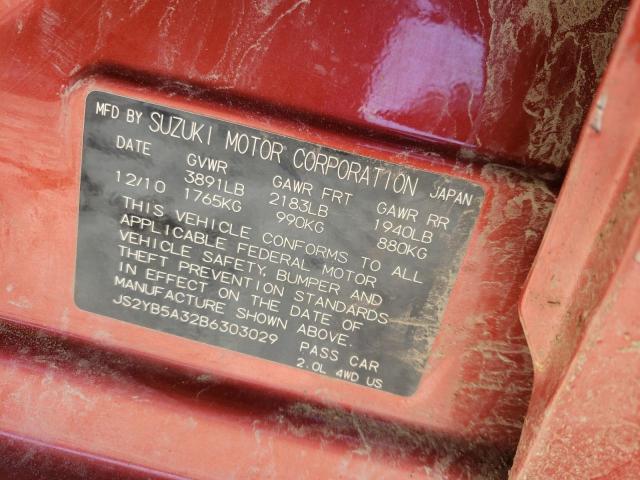 MFD BY SUZUKI MOTOR CORPORATION JAPAN
DATE GVWR GAWR FRT GAWR RR
12/10 3891LB 2183LB 1940LB
1765KG 990KG 880KG
THIS VEHICLE CONFORMS TO ALL
APPLICABLE FEDERAL MOTOR
VEHICLE SAFETY, BUMPER AND
THEFT PREVENTION STANDARDS
IN EFFECT ON THE DATE OF
MANUFACTURE SHOWN ABOVE.
JS2YB5A32B6303029 PASS CAR
2.0L 4WD US